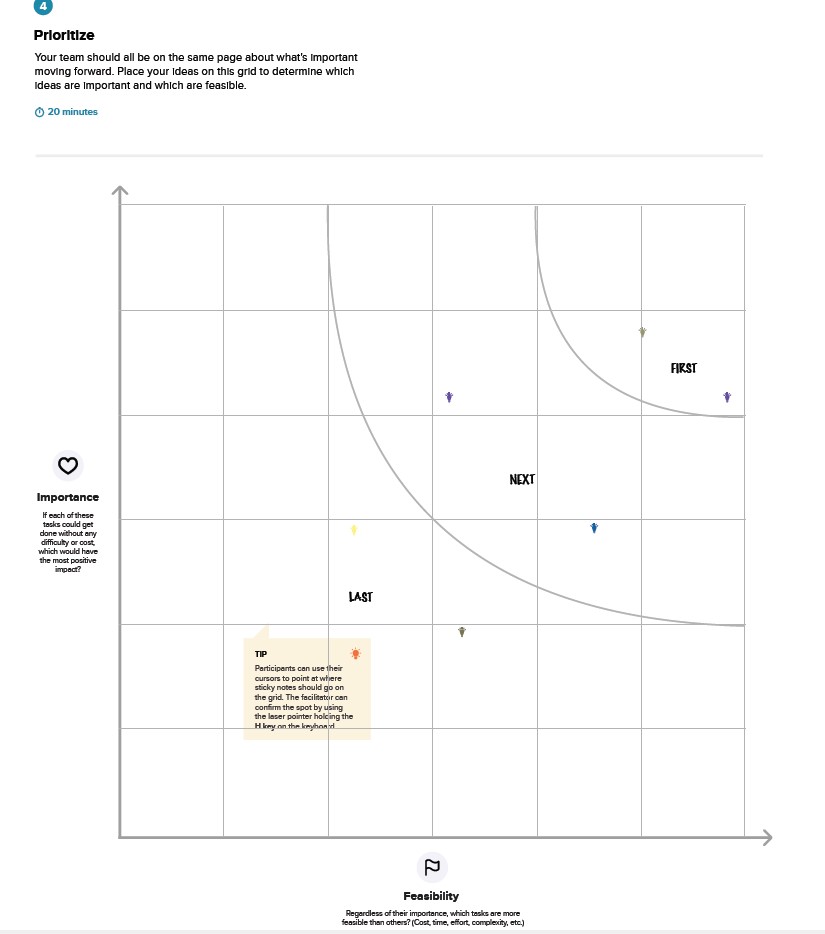 4
Prioritize
Your team should all be on the same page about what's important
moving forward. Place your ideas on this grid to determine which
ideas are important and which are feasible.
20 minutes
FIRST
NEXT
Importance
If each of these
tasks could get
done without any
difficulty or cost,
which would have
the most positive
impact?
LAST
TIP
Participants can use their
cursors to point at where
sticky notes should go on
the grid. The facilitator can
confirm the spot by using
the laser pointer holding the
H key on the keyboard.
Feasibility
Regardless of their importance, which tasks are more
feasible than others? (Cost, time, effort, complexity, etc.)